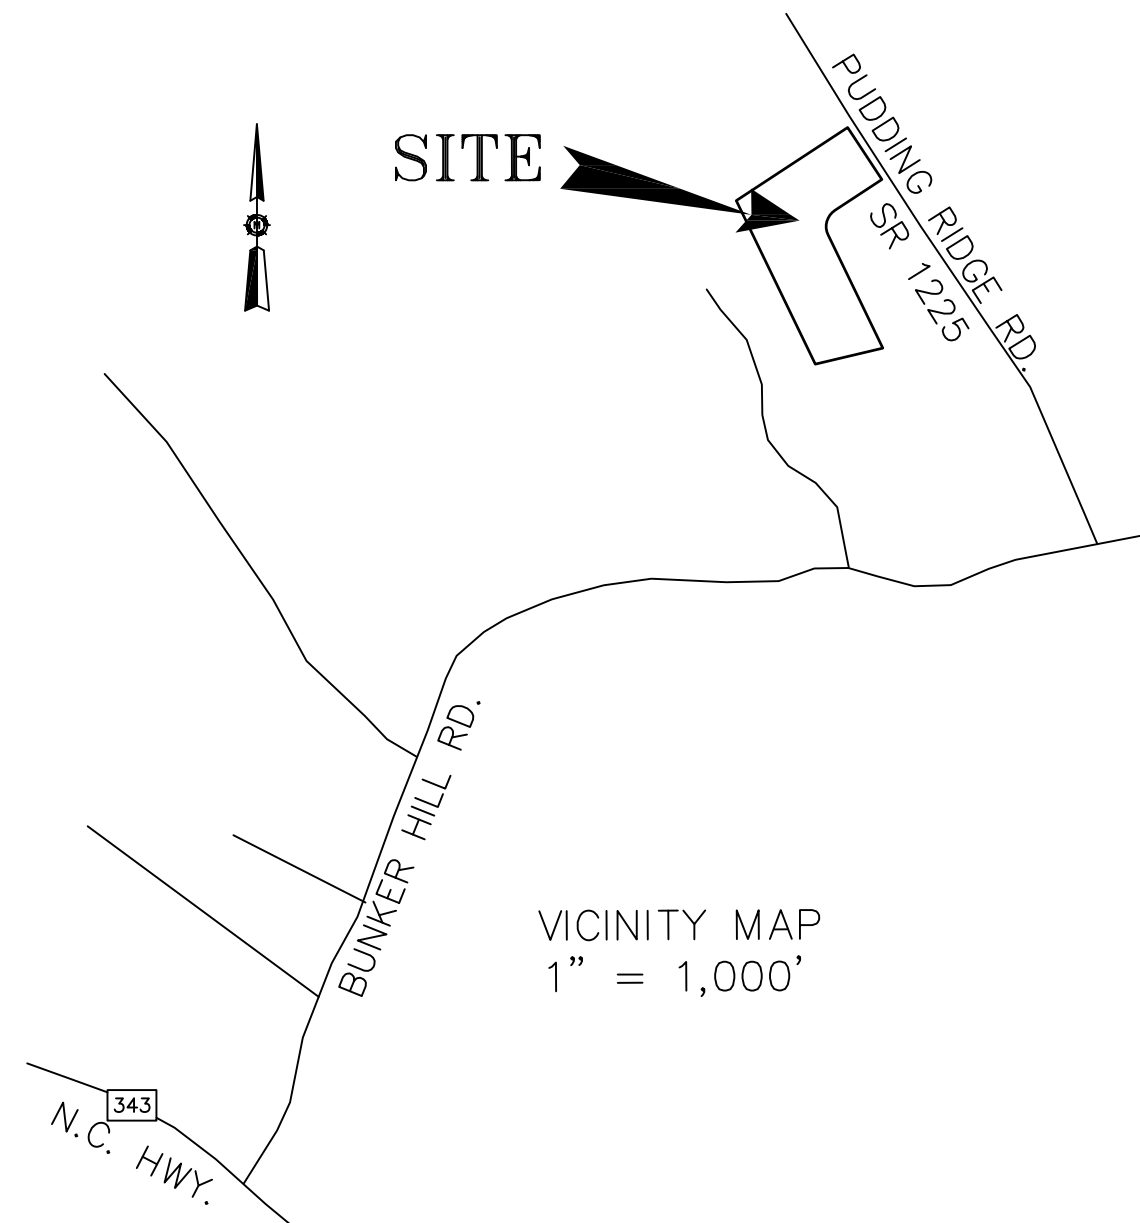 PUDDING RIDGE RD.
SR 1225
SITE
BUNKER HILL RD.
VICINITY MAP
1” = 1,000’
343
N.C. HWY.